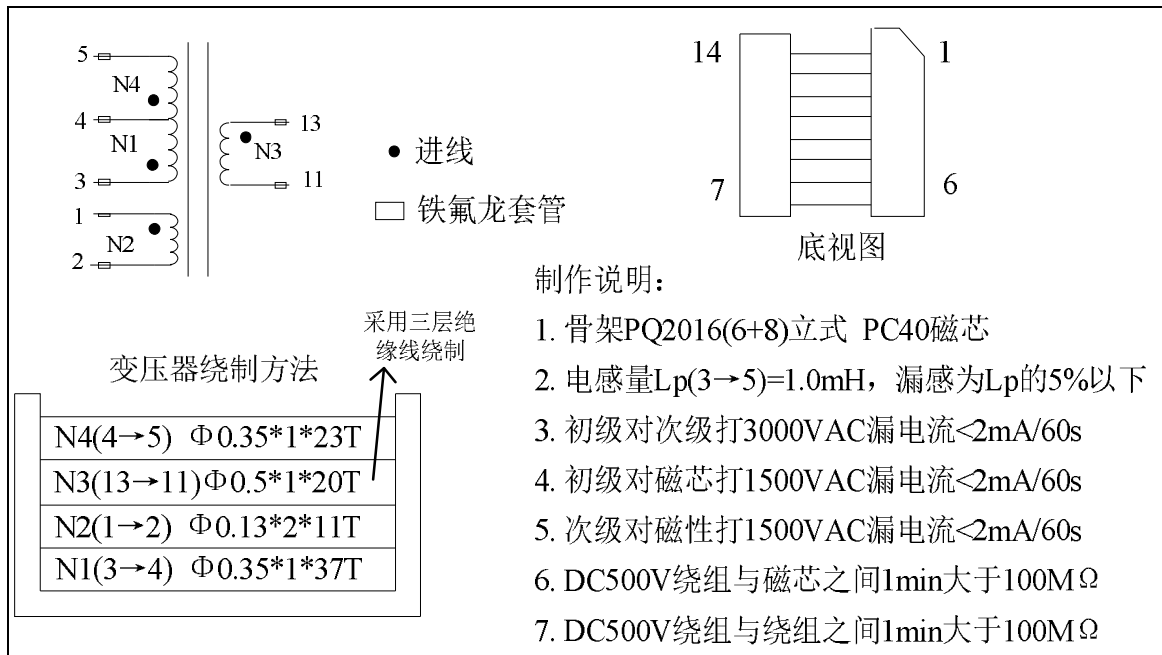 5
N4
4
N1
3
1
N2
2
13
N3
11
● 进线
□ 铁氟龙套管
14
1
7
6
底视图
采用三层绝
缘线绕制
变压器绕制方法
N4(4→5) Φ0.35*1*23T
N3(13→11)Φ0.5*1*20T
N2(1→2) Φ0.13*2*11T
N1(3→4) Φ0.35*1*37T
制作说明：
1. 骨架PQ2016(6+8)立式 PC40磁芯
2. 电感量Lp(3→5)=1.0mH，漏感为Lp的5%以下
3. 初级对次级打3000VAC漏电流<2mA/60s
4. 初级对磁芯打1500VAC漏电流<2mA/60s
5. 次级对磁性打1500VAC漏电流<2mA/60s
6. DC500V绕组与磁芯之间1min大于100MΩ
7. DC500V绕组与绕组之间1min大于100MΩ